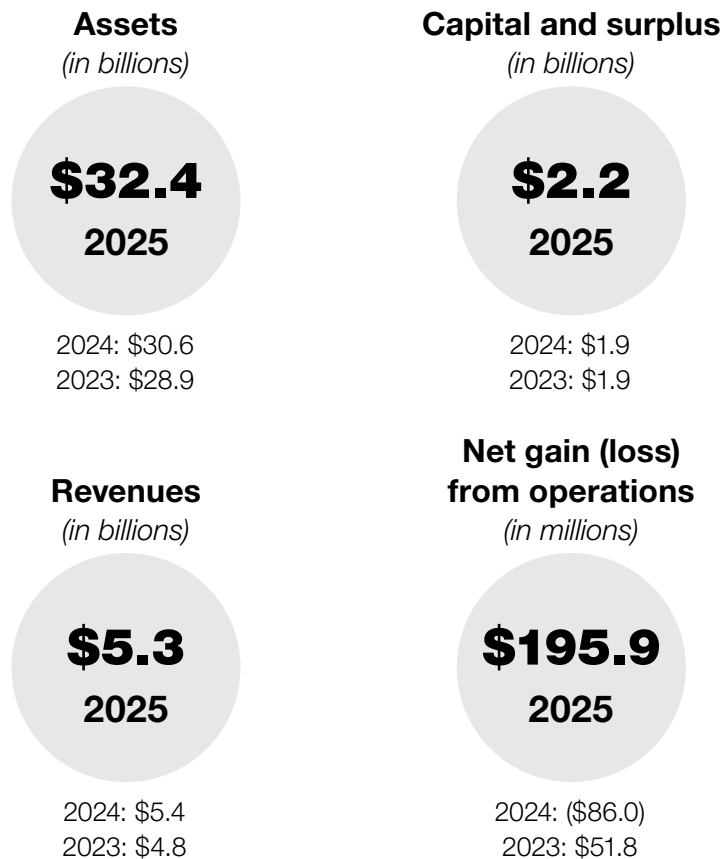 Assets
(in billions)
$32.4
2025
2024: $30.6
2023: $28.9
Capital and surplus
(in billions)
$2.2
2025
2024: $1.9
2023: $1.9
Revenues
(in billions)
$5.3
2025
2024: $5.4
2023: $4.8
Net gain (loss)
from operations
(in millions)
$195.9
2025
2024: ($86.0)
2023: $51.8